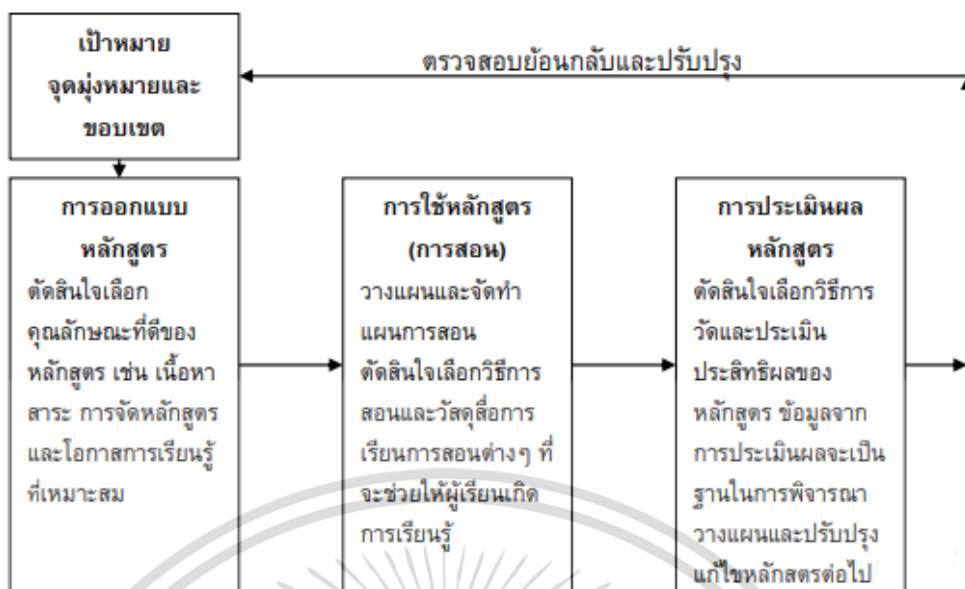 เป้าหมาย
จุดมุ่งหมายและ
ขอบเขต
ตรวจสอบย้อนกลับและปรับปรุง
การออกแบบ
หลักสูตร
ตัดสินใจเลือก
คุณลักษณะที่ดีของ
หลักสูตร เช่น เนื้อหา
สาระ การจัดหลักสูตร
และโอกาสการเรียนรู้
ที่เหมาะสม
การใช้หลักสูตร
(การสอน)
วางแผนและจัดทำ
แผนการสอน
ตัดสินใจเลือกวิธีการ
สอนและวัสดุสื่อการ
เรียนการสอนต่างๆ ที่
จะช่วยให้ผู้เรียนเกิด
การเรียนรู้
การประเมินผล
หลักสูตร
ตัดสินใจเลือกวิธีการ
วัดและประเมิน
ประสิทธิผลของ
หลักสูตร ข้อมูลจาก
การประเมินผลจะเป็น
ฐานในการพิจารณา
วางแผนและปรับปรุง
แก้ไขหลักสูตรต่อไป